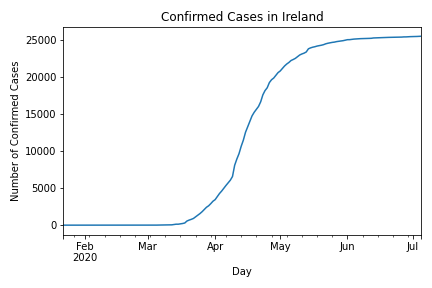 Confirmed Cases in Ireland
Number of Confirmed Cases
25000
20000
15000
10000
5000
0
Feb Mar Apr May Jun Jul
2020
Day